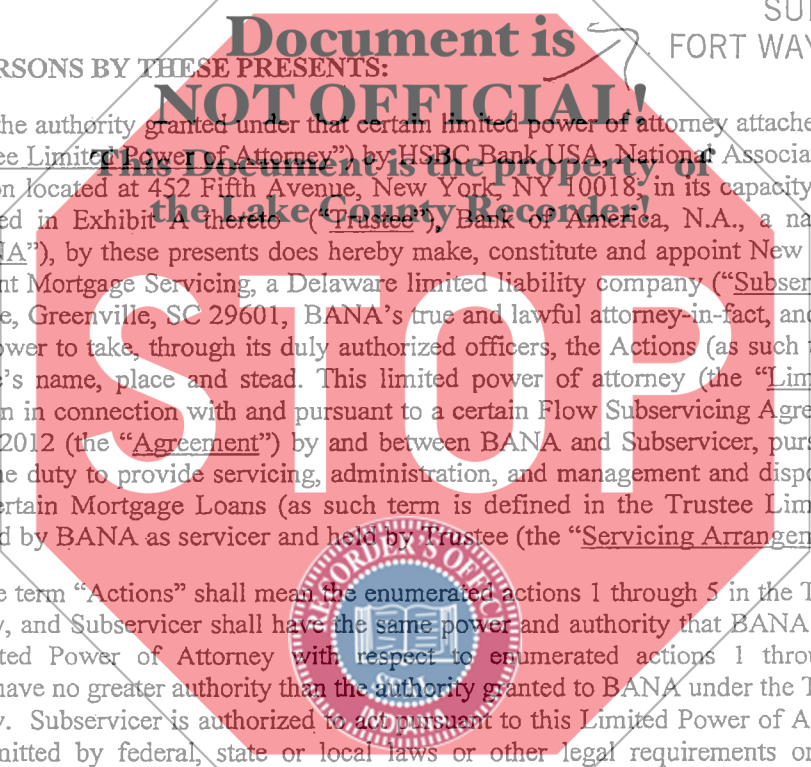 SU
Document is
FORT WAY
RSONS BY THESE PRESENTS:
NOT OFFICIAL!
he authority granted under that certain limited power of attorney attache
ee Limited Power of Attorney") by HSBC Bank USA, National Associa
This Document is the property of
on located at 452 Fifth Avenue, New York, NY 10018, in its capacity
ed in Exhibit A thereto ("Trustee"), Bank of America, N.A., a na
the Lake County Recorder!
NA"), by these presents does hereby make, constitute and appoint New
nt Mortgage Servicing, a Delaware limited liability company ("Subser
e, Greenville, SC 29601, BANA's true and lawful attorney-in-fact, and
ower to take, through its duly authorized officers, the Actions (as such
e's name, place and stead. This limited power of attorney (the "Lim
n in connection with and pursuant to a certain Flow Subservicing Agre
2012 (the "Agreement") by and between BANA and Subservicer, purs
ne duty to provide servicing, administration, and management and dispo
ertain Mortgage Loans (as such term is defined in the Trustee Lim
d by BANA as servicer and held by Trustee (the "Servicing Arrangem
STOP
e term "Actions" shall mean the enumerated actions 1 through 5 in the T
y, and Subservicer shall have the same power and authority that BANA
ted Power of Attorney with respect to enumerated actions 1 throu
have no greater authority than the authority granted to BANA under the T
y. Subservicer is authorized to act pursuant to this Limited Power of A
mitted by federal, state or local laws or other legal requirements or
RECORDER'S OFFIC
SEAL
INDIANA